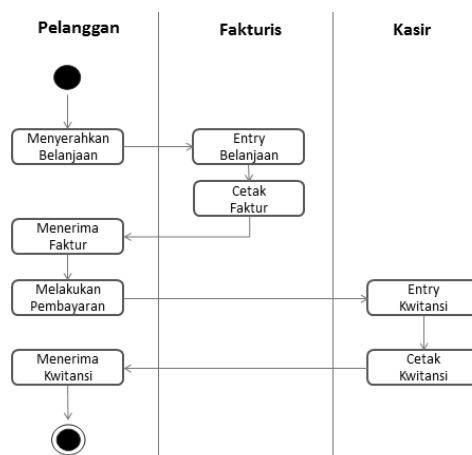 Pelanggan
Fakturis
Kasir
Menyerahkan
Belanjaan
Entry
Belanjaan
Cetak
Faktur
Menerima
Faktur
Melakukan
Pembayaran
Entry
Kwitansi
Menerima
Kwitansi
Cetak
Kwitansi